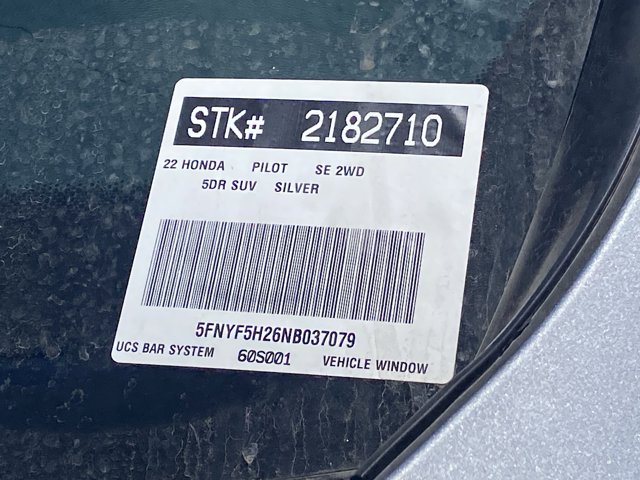 STK# 2182710
22 HONDA PILOT SE 2WD
5DR SUV SILVER
5FNYF5H26NB037079
UCS BAR SYSTEM 60S001 VEHICLE WINDOW